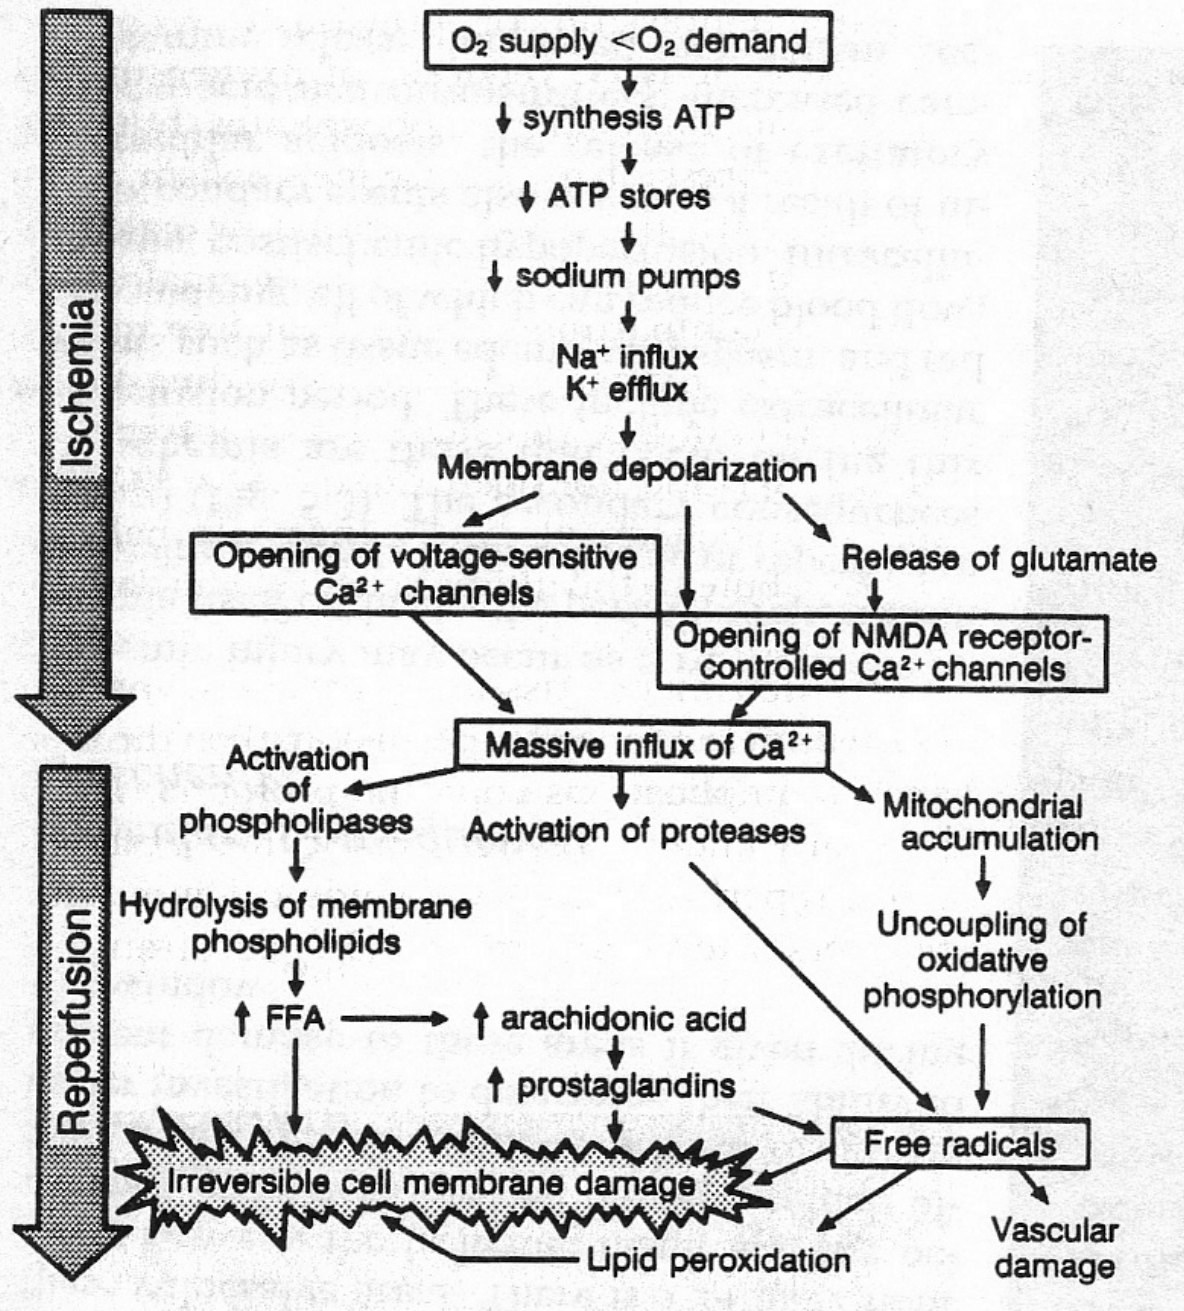 O₂ supply <O₂ demand
↓ synthesis ATP
↓ ATP stores
↓ sodium pumps
Na⁺ influx
K⁺ efflux
Membrane depolarization
Opening of voltage-sensitive
Ca²⁺ channels
Release of glutamate
Opening of NMDA receptor-
controlled Ca²⁺ channels
Ischemia
Massive influx of Ca²⁺
Activation
of
phospholipases
Activation of proteases
Mitochondrial
accumulation
Hydrolysis of membrane
phospholipids
Uncoupling of
oxidative
phosphorylation
↑ FFA
↑ arachidonic acid
↑ prostaglandins
Reperfusion
Free radicals
Irreversible cell membrane damage
Lipid peroxidation
Vascular
damage